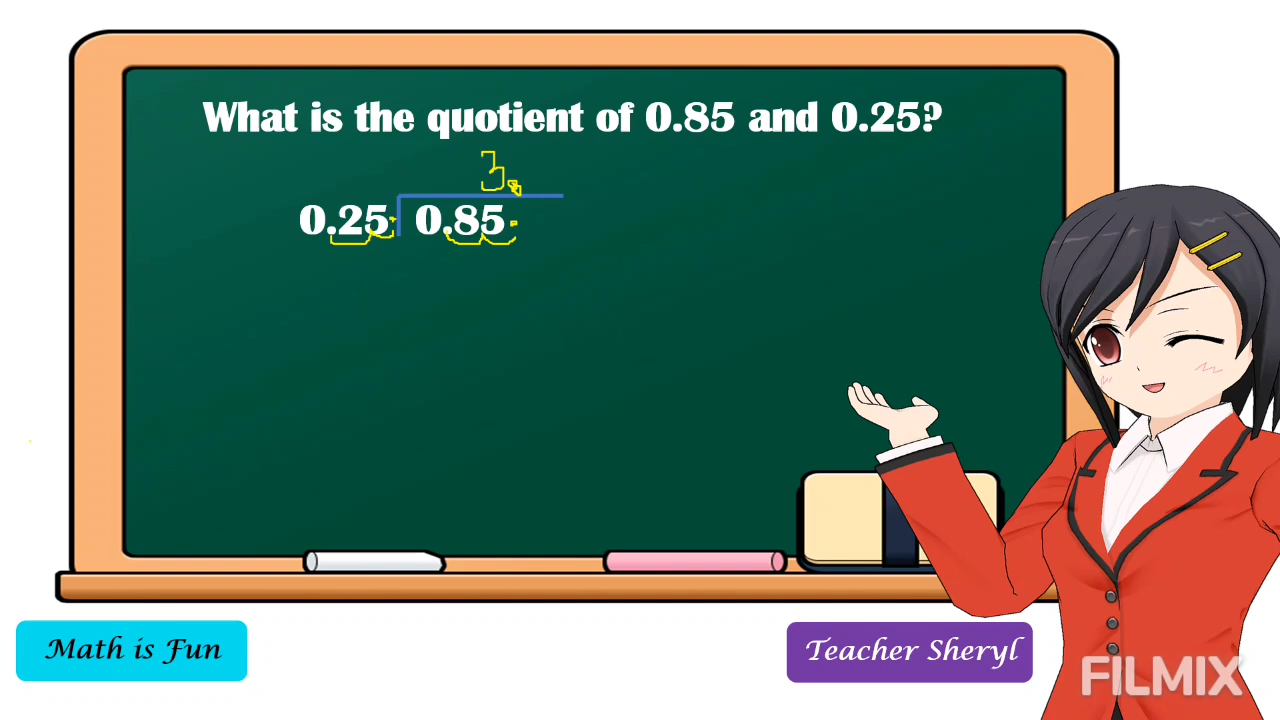 What is the quotient of 0.85 and 0.25?
3.
0.25. 0.85.
Math is Fun
Teacher Sheryl
FILMIX